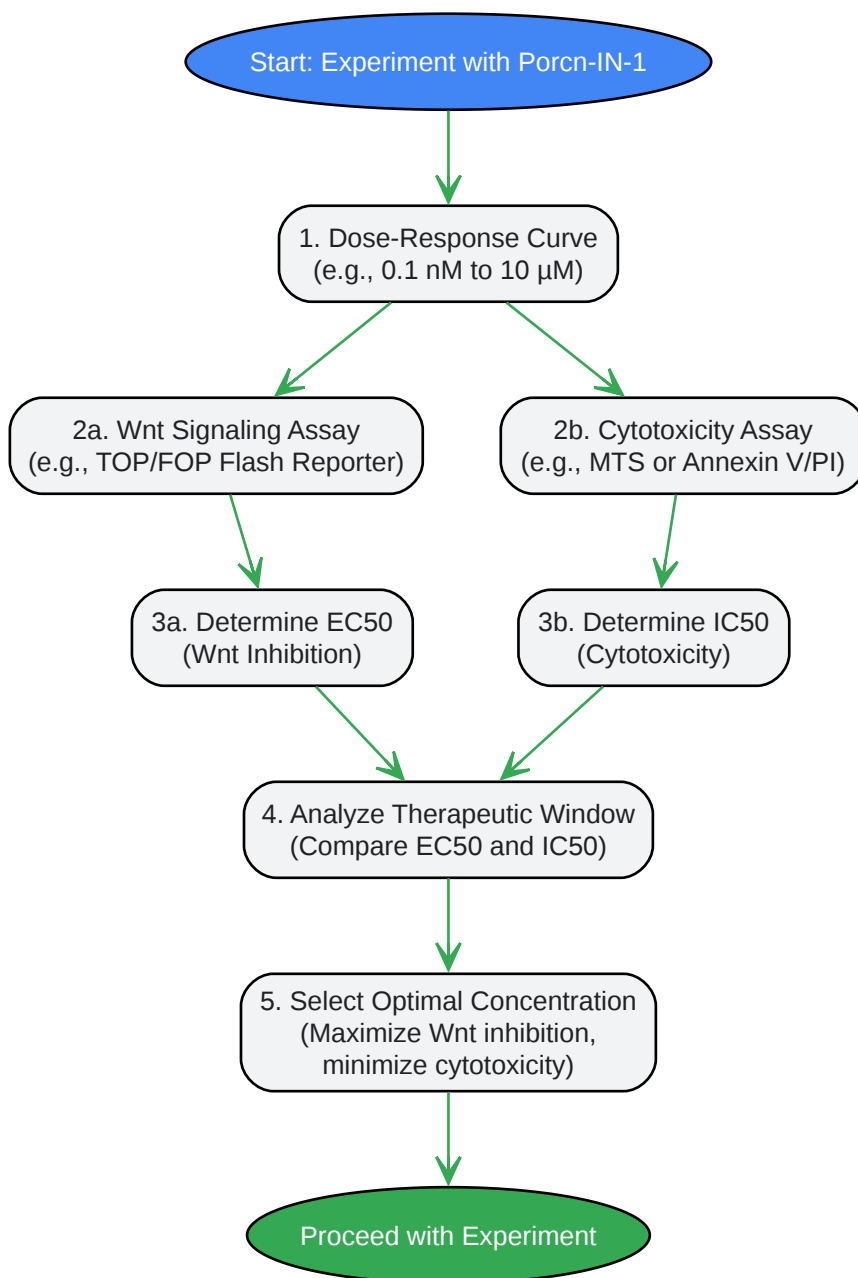 Start: Experiment with Porcn-IN-1
1. Dose-Response Curve
(e.g., 0.1 nM to 10 µM)
2a. Wnt Signaling Assay
(e.g., TOP/FOP Flash Reporter)
2b. Cytotoxicity Assay
(e.g., MTS or Annexin V/PI)
3a. Determine EC50
(Wnt Inhibition)
3b. Determine IC50
(Cytotoxicity)
4. Analyze Therapeutic Window
(Compare EC50 and IC50)
5. Select Optimal Concentration
(Maximize Wnt inhibition,
minimize cytotoxicity)
Proceed with Experiment